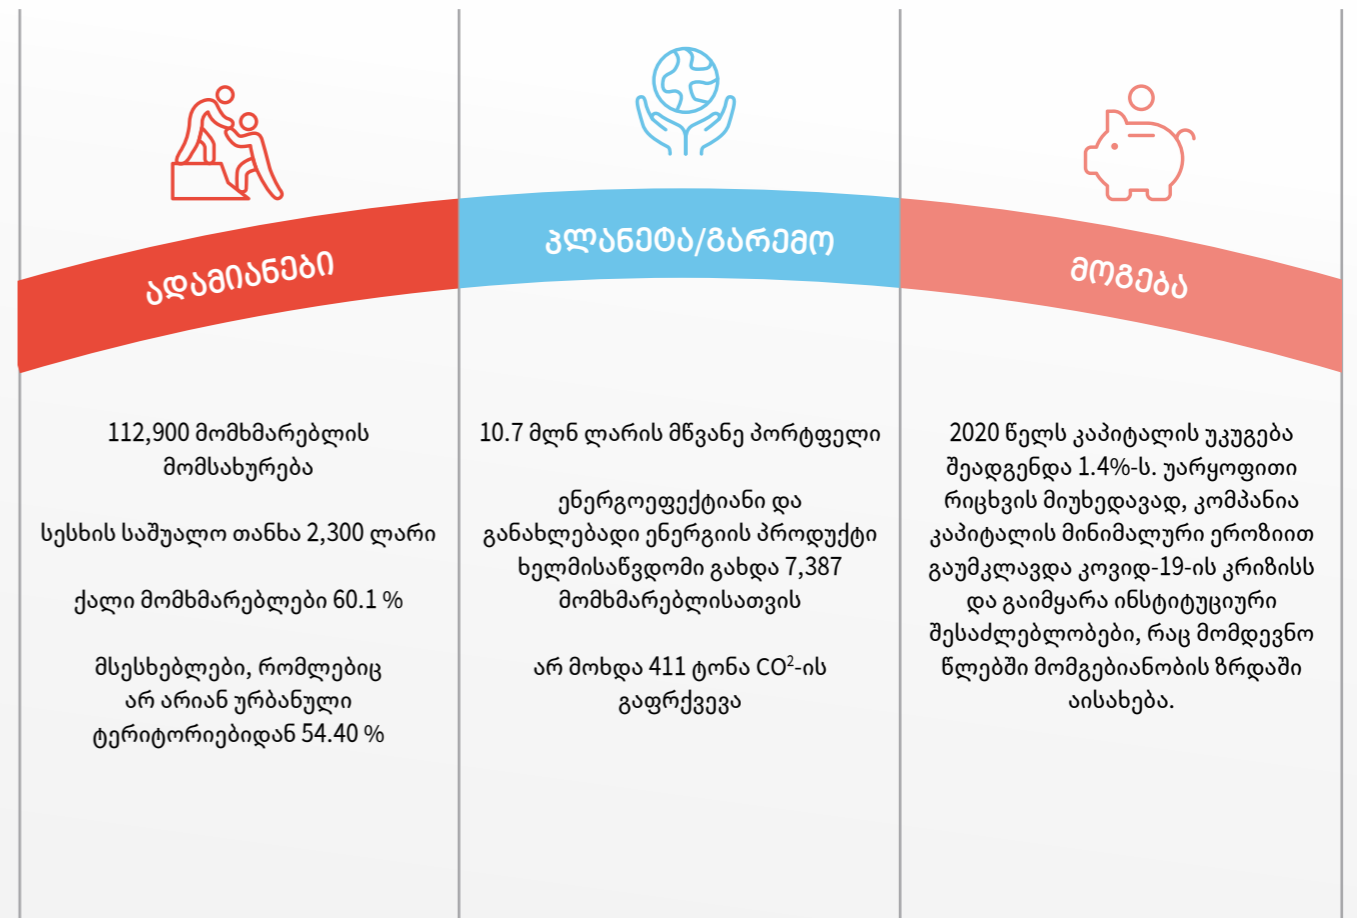 ადამიანები
112,900 მომხმარებლის
მომსახურება
სესხის საშუალო თანხა 2,300 ლარი
ქალი მომხმარებლები 60.1 %
მსესხებლები, რომლებიც
არ არიან ურბანული
ტერიტორიებიდან 54.40 %
პლანეტა/გარემო
10.7 მლნ ლარის მწვანე პორტფელი
ენერგოეფექტიანი და
განახლებადი ენერგიის პროდუქტი
ხელმისაწვდომი გახდა 7,387
მომხმარებლისათვის
არ მოხდა 411 ტონა CO²-ის
გაფრქვევა
მოგება
2020 წელს კაპიტალის უკუგება
შეადგენდა 1.4%-ს. უარყოფითი
რიცხვის მიუხედავად, კომპანია
კაპიტალის მინიმალური ეროზიით
გაუმკლავდა კოვიდ-19-ის კრიზისს
და გაიმყარა ინსტიტუციური
შესაძლებლობები, რაც მომდევნო
წლებში მომგებიანობის ზრდაში
აისახება.